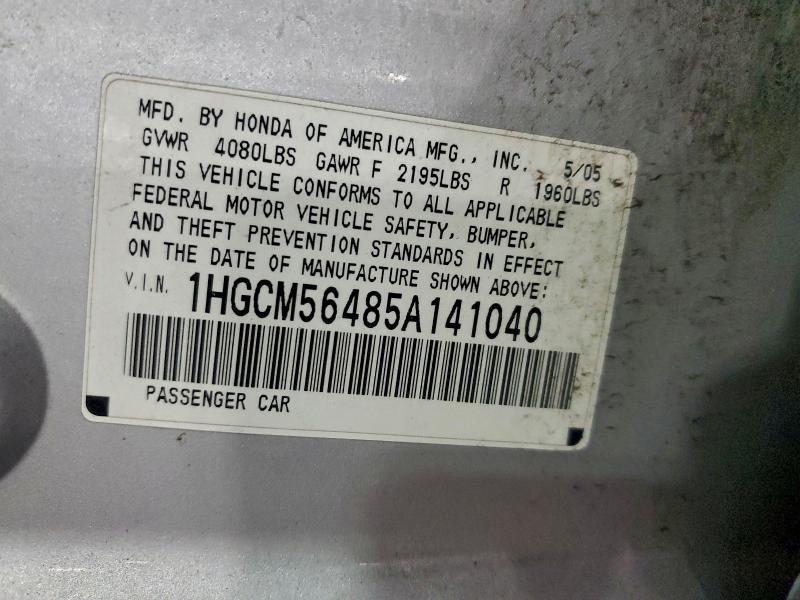 MFD. BY HONDA OF AMERICA MFG., INC. 5/05
GVWR 4080LBS GAWR F 2195LBS R 1960LBS
THIS VEHICLE CONFORMS TO ALL APPLICABLE
FEDERAL MOTOR VEHICLE SAFETY, BUMPER,
AND THEFT PREVENTION STANDARDS IN EFFECT
ON THE DATE OF MANUFACTURE SHOWN ABOVE:
V.I.N. 1HGCM56485A141040
PASSENGER CAR